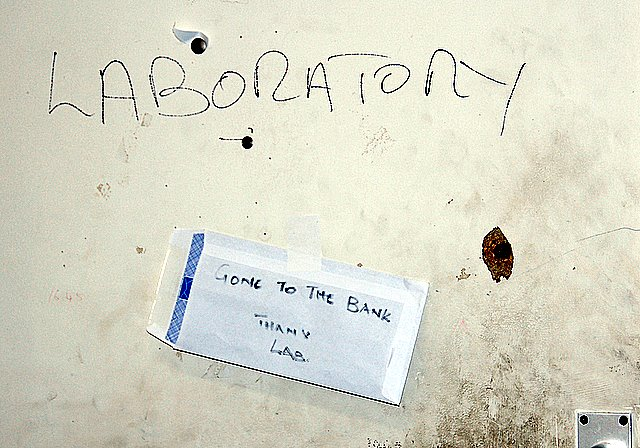 LABORATORY
GONE TO THE BANK
THANX
LAB.